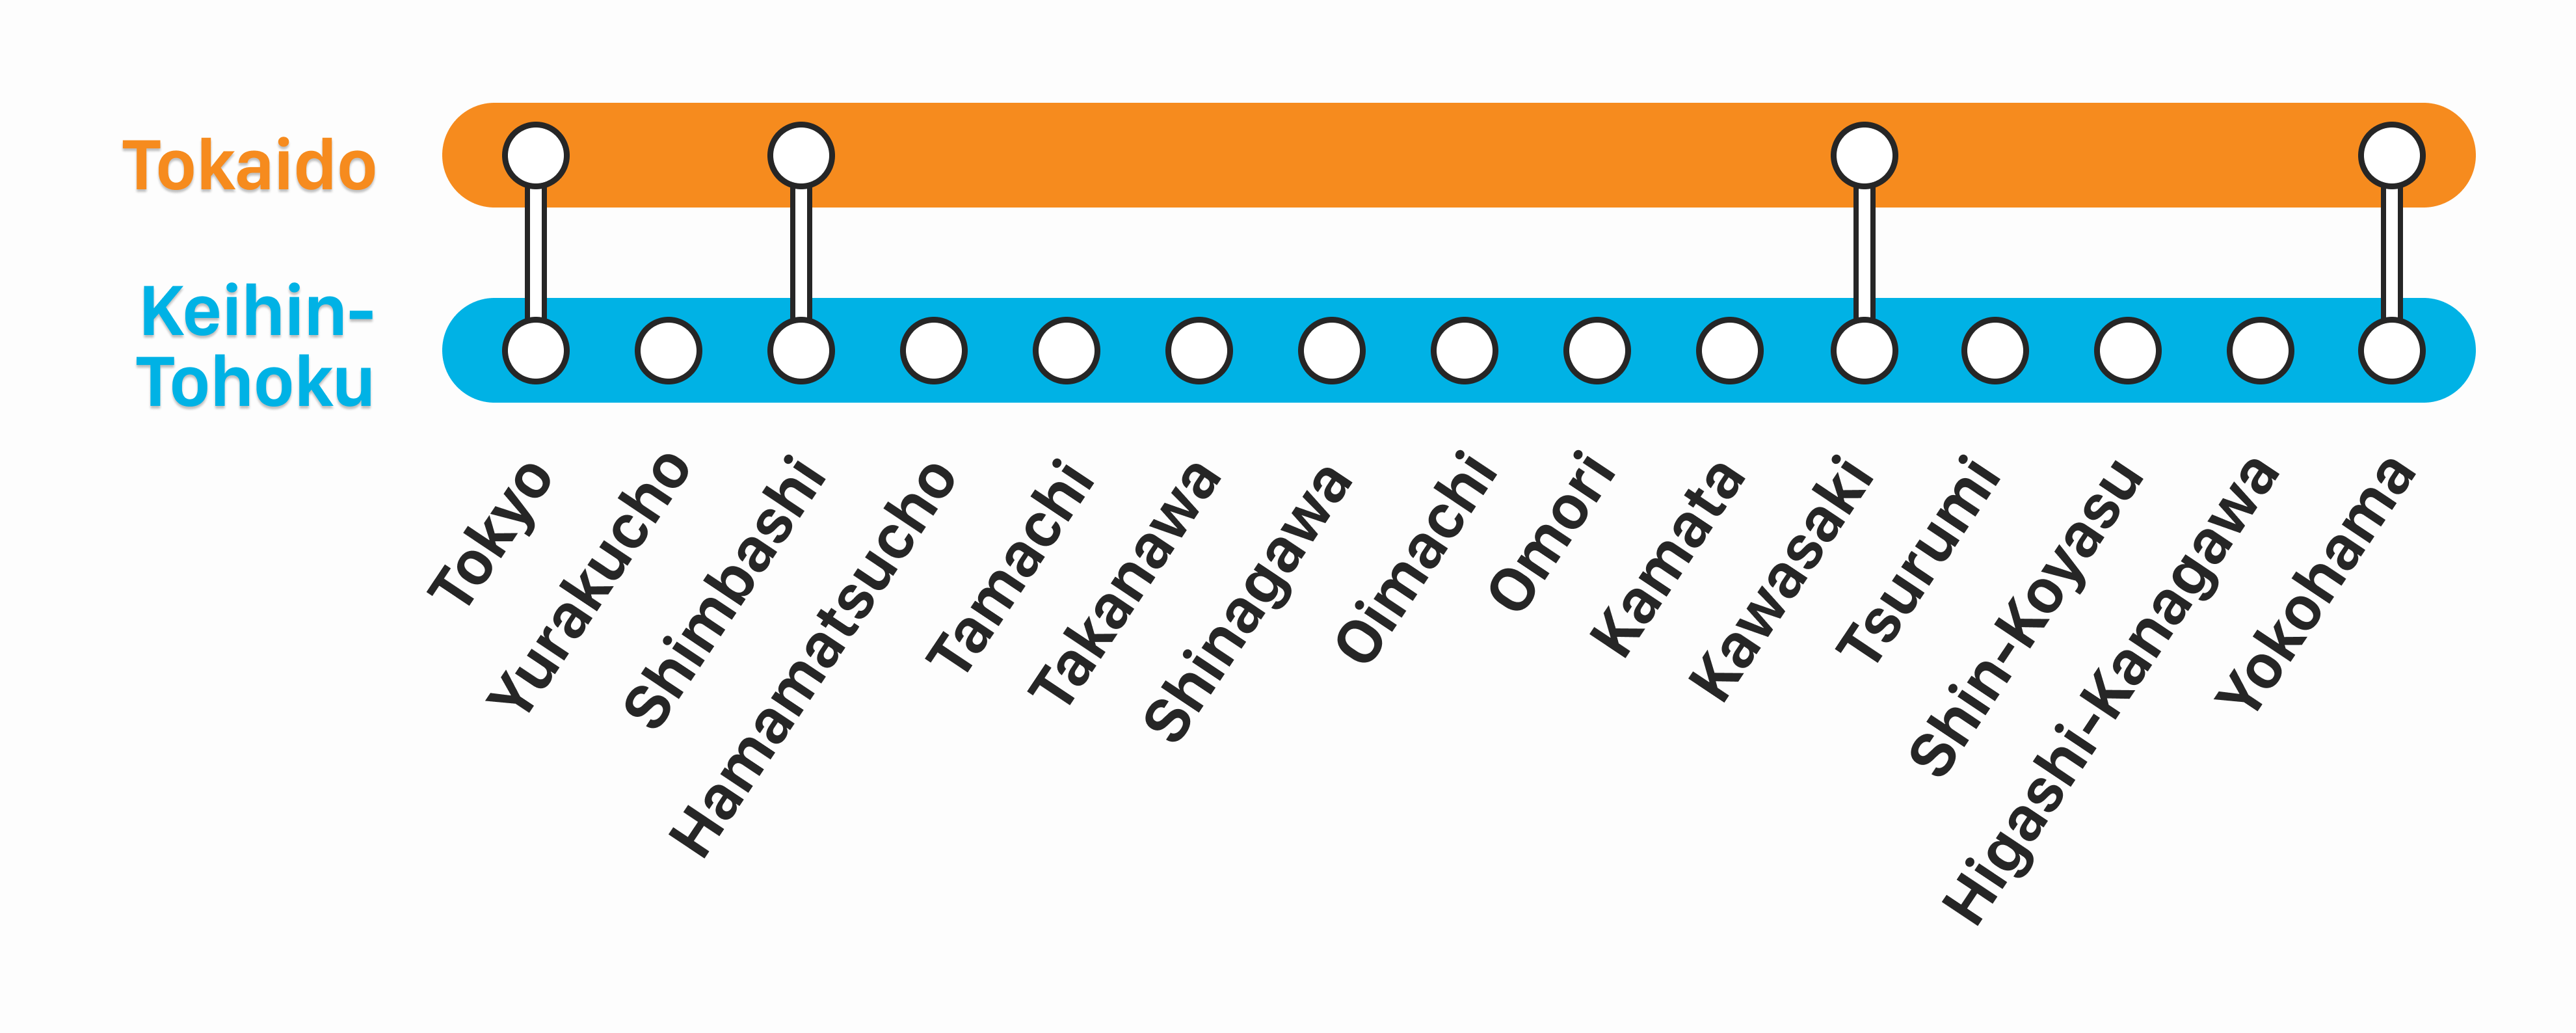 Tokaido
Keihin-
Tohoku
Tokyo
Yurakucho
Shimbashi
Hamamatsucho
Tamachi
Takanawa
Shinagawa
Oimachi
Omori
Kamata
Kawasaki
Tsurumi
Shin-Koyasu
Higashi-Kanagawa
Yokohama